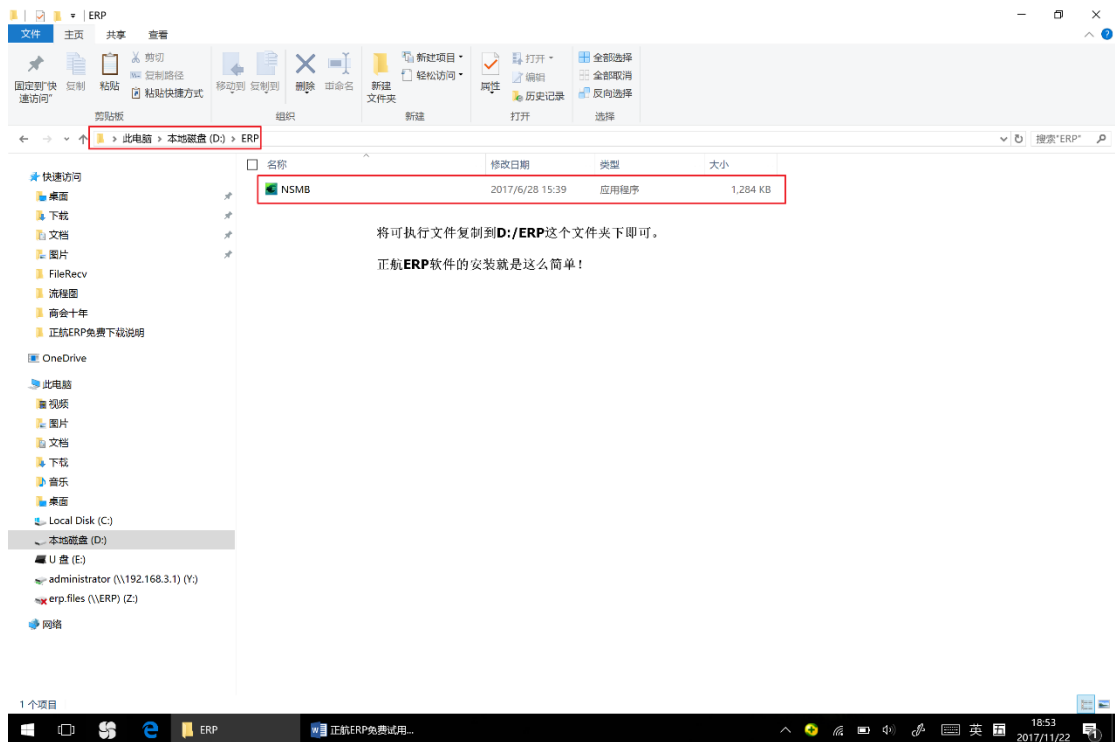 ERP
文件 主页 共享 查看
固定到"快速访问" 复制 粘贴 剪切 复制路径 粘贴快捷方式 移动到 复制到 删除 重命名 新建文件夹 新建项目 轻松访问 属性 打开 编辑 历史记录 全部选择 全部取消 反向选择
剪贴板 组织 新建 打开 选择
此电脑 > 本地磁盘 (D:) > ERP 搜索"ERP"
名称 修改日期 类型 大小
NSMB 2017/6/28 15:39 应用程序 1,284 KB
将可执行文件复制到D:/ERP这个文件夹下即可。
正航ERP软件的安装就是这么简单！
快速访问
桌面
下载
文档
图片
FileRecv
流程图
商会十年
正航ERP免费下载说明
OneDrive
此电脑
视频
图片
文档
下载
音乐
桌面
Local Disk (C:)
本地磁盘 (D:)
U 盘 (E:)
administrator (\\192.168.3.1) (Y:)
erp.files (\\ERP) (Z:)
网络
1 个项目
ERP 正航ERP免费试用... 英 五 18:53
2017/11/22